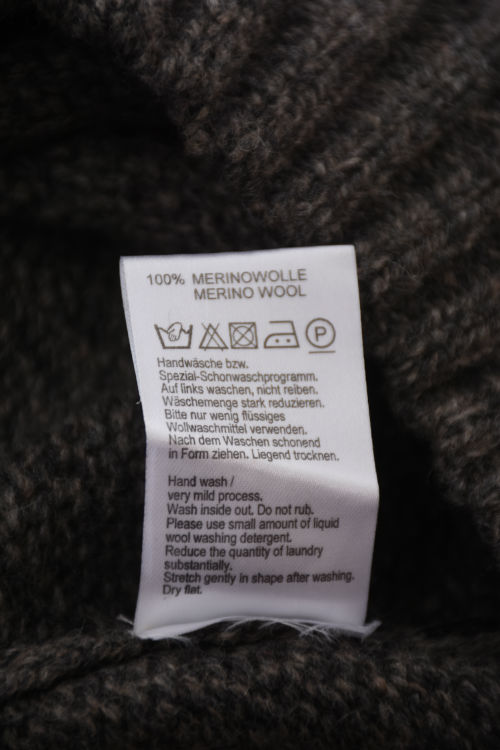 100% MERINOWOLLE
MERINO WOOL
P
Handwäsche bzw.
Spezial-Schonwaschprogramm.
Auf links waschen, nicht reiben.
Wäschemenge stark reduzieren.
Bitte nur wenig flüssiges
Wollwaschmittel verwenden.
Nach dem Waschen schonend
in Form ziehen. Liegend trocknen.
Hand wash /
very mild process.
Wash inside out. Do not rub.
Please use small amount of liquid
wool washing detergent.
Reduce the quantity of laundry
substantially.
Stretch gently in shape after washing.
Dry flat.